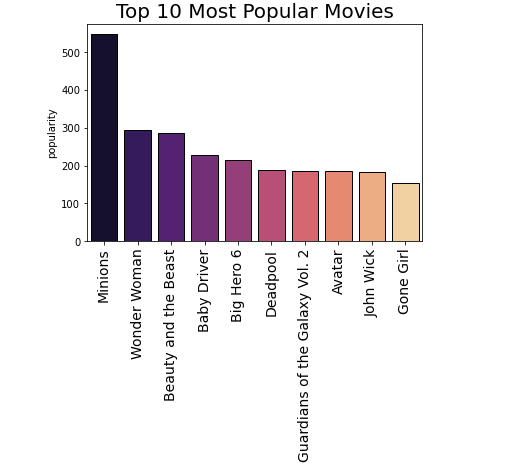 Top 10 Most Popular Movies
popularity
500
400
300
200
100
0
Minions
Wonder Woman
Beauty and the Beast
Baby Driver
Big Hero 6
Deadpool
Guardians of the Galaxy Vol. 2
Avatar
John Wick
Gone Girl